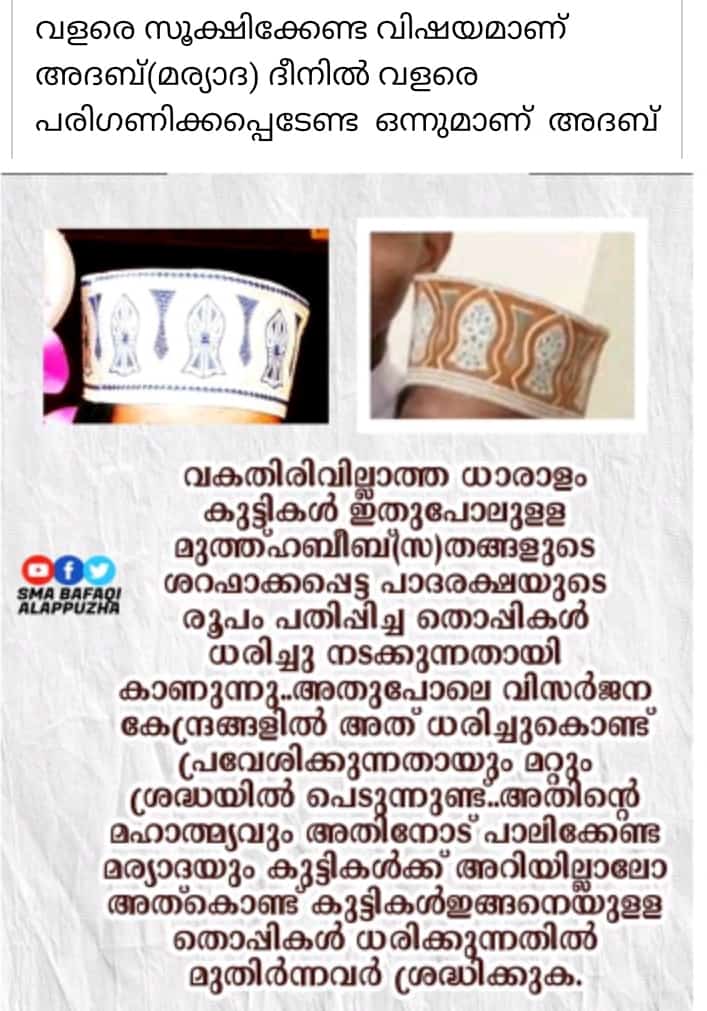 വളരെ സൂക്ഷിക്കേണ്ട വിഷയമാണ്
അദബ്(മര്യാദ) ദീനിൽ വളരെ
പരിഗണിക്കപ്പെടേണ്ട ഒന്നുമാണ് അദബ്
വകതിരിവില്ലാത്ത ധാരാളം
കുട്ടികൾ ഇതുപോലുളള
മുത്ത്ഹബീബ്(സ)തങ്ങളുടെ
ശറഫാക്കപ്പെട്ട പാദരക്ഷയുടെ
രൂപം പതിപ്പിച്ച തൊപ്പികൾ
ധരിച്ചു നടക്കുന്നതായി
കാണുന്നു..അതുപോലെ വിസർജന
കേന്ദ്രങ്ങളിൽ അത് ധരിച്ചുകൊണ്ട്
പ്രവേശിക്കുന്നതായും മറ്റും
ശ്രദ്ധയിൽ പെടുന്നുണ്ട്..അതിന്റെ
മഹാത്മ്യവും അതിനോട് പാലിക്കേണ്ട
മര്യാദയും കുട്ടികൾക്ക് അറിയില്ലാലോ
അത്കൊണ്ട് കുട്ടികൾഇങ്ങനെയുളള
തൊപ്പികൾ ധരിക്കുന്നതിൽ
മുതിർന്നവർ ശ്രദ്ധിക്കുക.
SMA BAFAQI
ALAPPUZHA